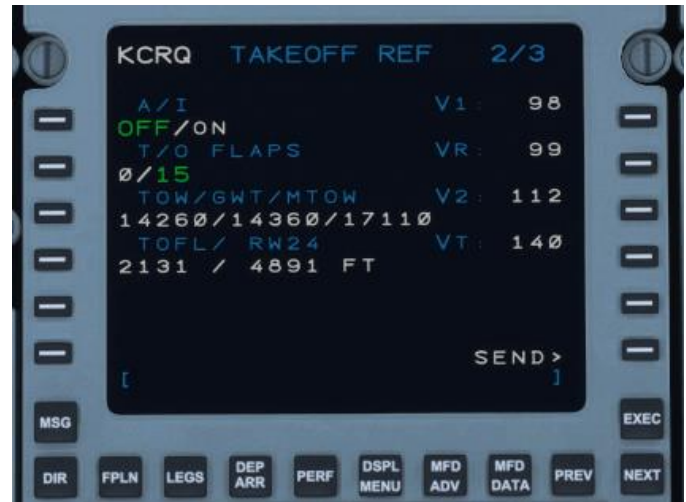 KCRQ TAKEOFF REF 2/3
A/I V1: 98
OFF/ON
T/O FLAPS VR: 99
0/15
TOW/GWT/MTOW V2: 112
14260/14360/17110
TOFL/ RW24 VT: 140
2131 / 4891 FT
SEND>
[ ]
MSG EXEC
DIR FPLN LEGS DEP ARR PERF DSPL MENU MFD ADV MFD DATA PREV NEXT